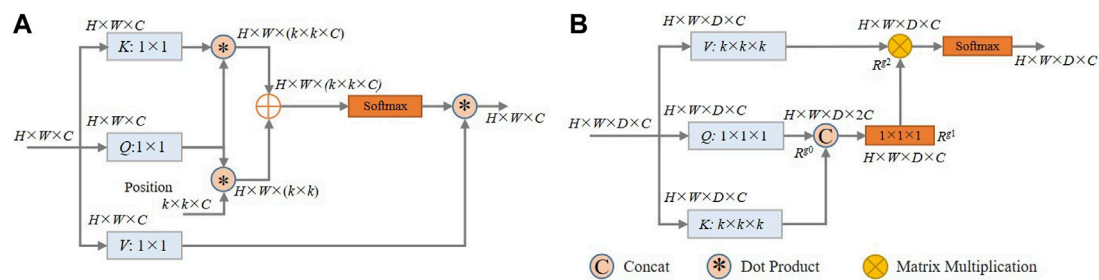 A
H×W×C
K: 1×1
H×W×(k×k×C)
H×W×C
H×W×C
Q:1×1
H×W×(k×k×C)
Softmax
H×W×C
Position
k×k×C
H×W×(k×k)
H×W×C
V: 1×1
B
H×W×D×C
V: k×k×k
H×W×D×C
R^{g2}
Softmax
H×W×D×C
H×W×D×C
H×W×D×C
Q: 1×1×1
R^{g0}
H×W×D×2C
C
1×1×1
R^{g1}
H×W×D×C
H×W×D×C
K: k×k×k
C Concat
* Dot Product
Matrix Multiplication